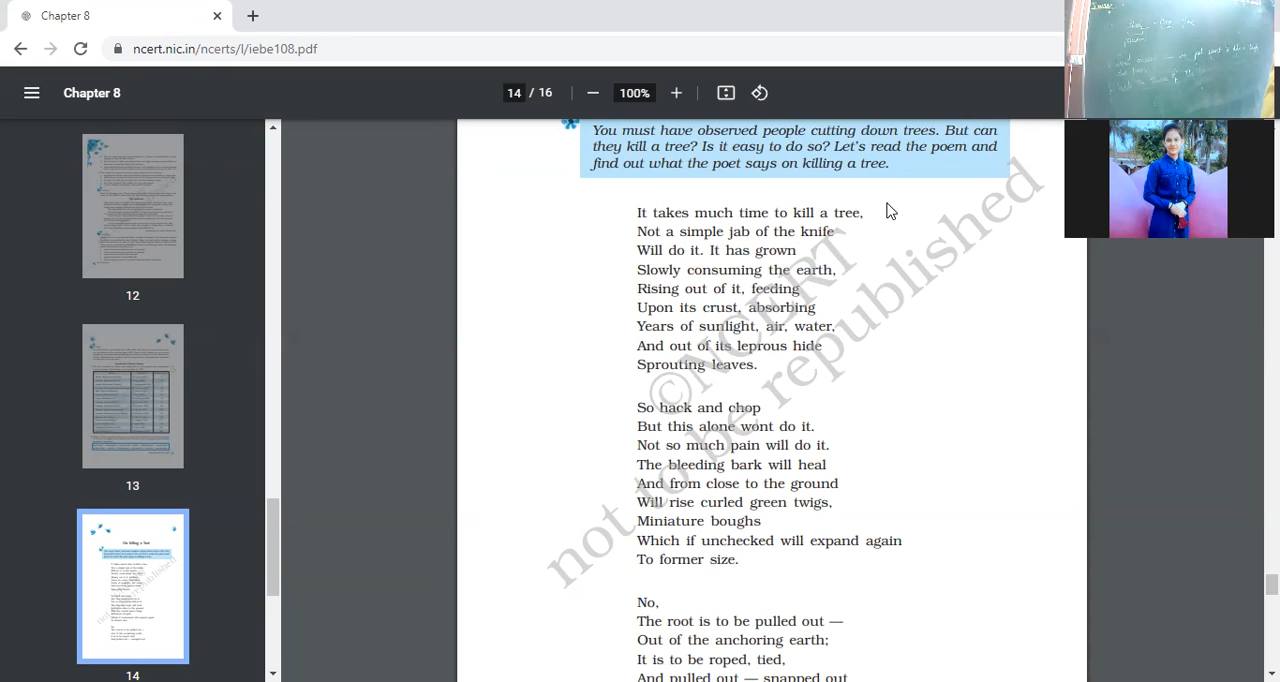 Chapter 8
ncert.nic.in/ncerts/l/iebe108.pdf
Chapter 8
14 / 16
100%
12
13
On Killing a Tree
14
You must have observed people cutting down trees. But can
they kill a tree? Is it easy to do so? Let's read the poem and
find out what the poet says on killing a tree.
It takes much time to kill a tree,
Not a simple jab of the knife
Will do it. It has grown
Slowly consuming the earth,
Rising out of it, feeding
Upon its crust, absorbing
Years of sunlight, air, water,
And out of its leprous hide
Sprouting leaves.
So hack and chop
But this alone wont do it.
Not so much pain will do it.
The bleeding bark will heal
And from close to the ground
Will rise curled green twigs,
Miniature boughs
Which if unchecked will expand again
To former size.
No,
The root is to be pulled out —
Out of the anchoring earth;
It is to be roped, tied,
And pulled out — snapped out
©NCERT
not to be republished